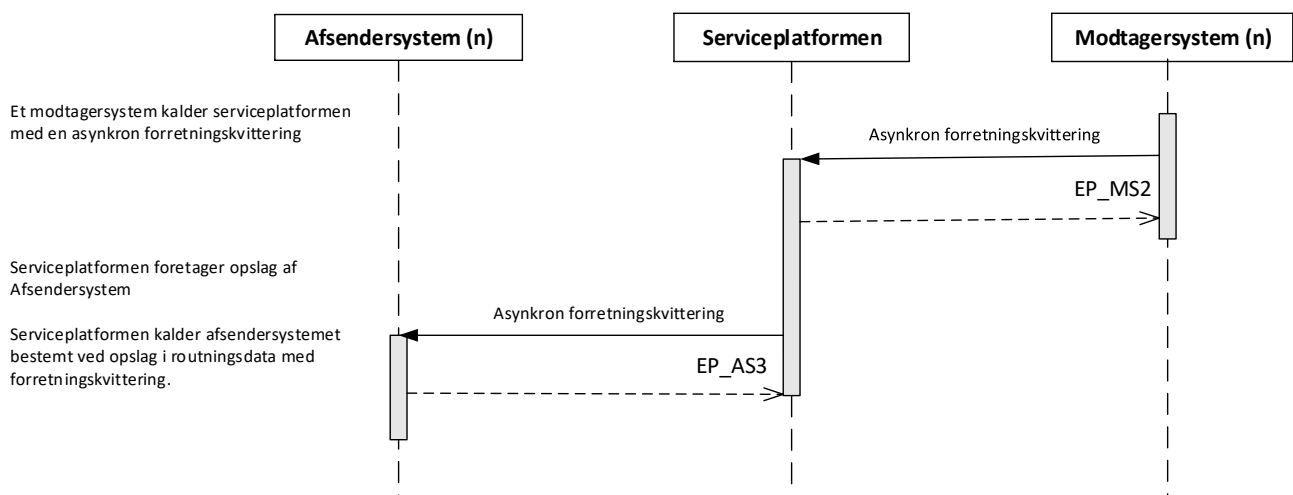 Afsendersystem (n)
Serviceplatformen
Modtagersystem (n)
Et modtagersystem kalder serviceplatformen
med en asynkron forretningskvittering
Asynkron forretningskvittering
EP_MS2
Serviceplatformen foretager opslag af
Afsendersystem
Asynkron forretningskvittering
Serviceplatformen kalder afsendersystemet
bestemt ved opslag i routningsdata med
forretningskvittering.
EP_AS3